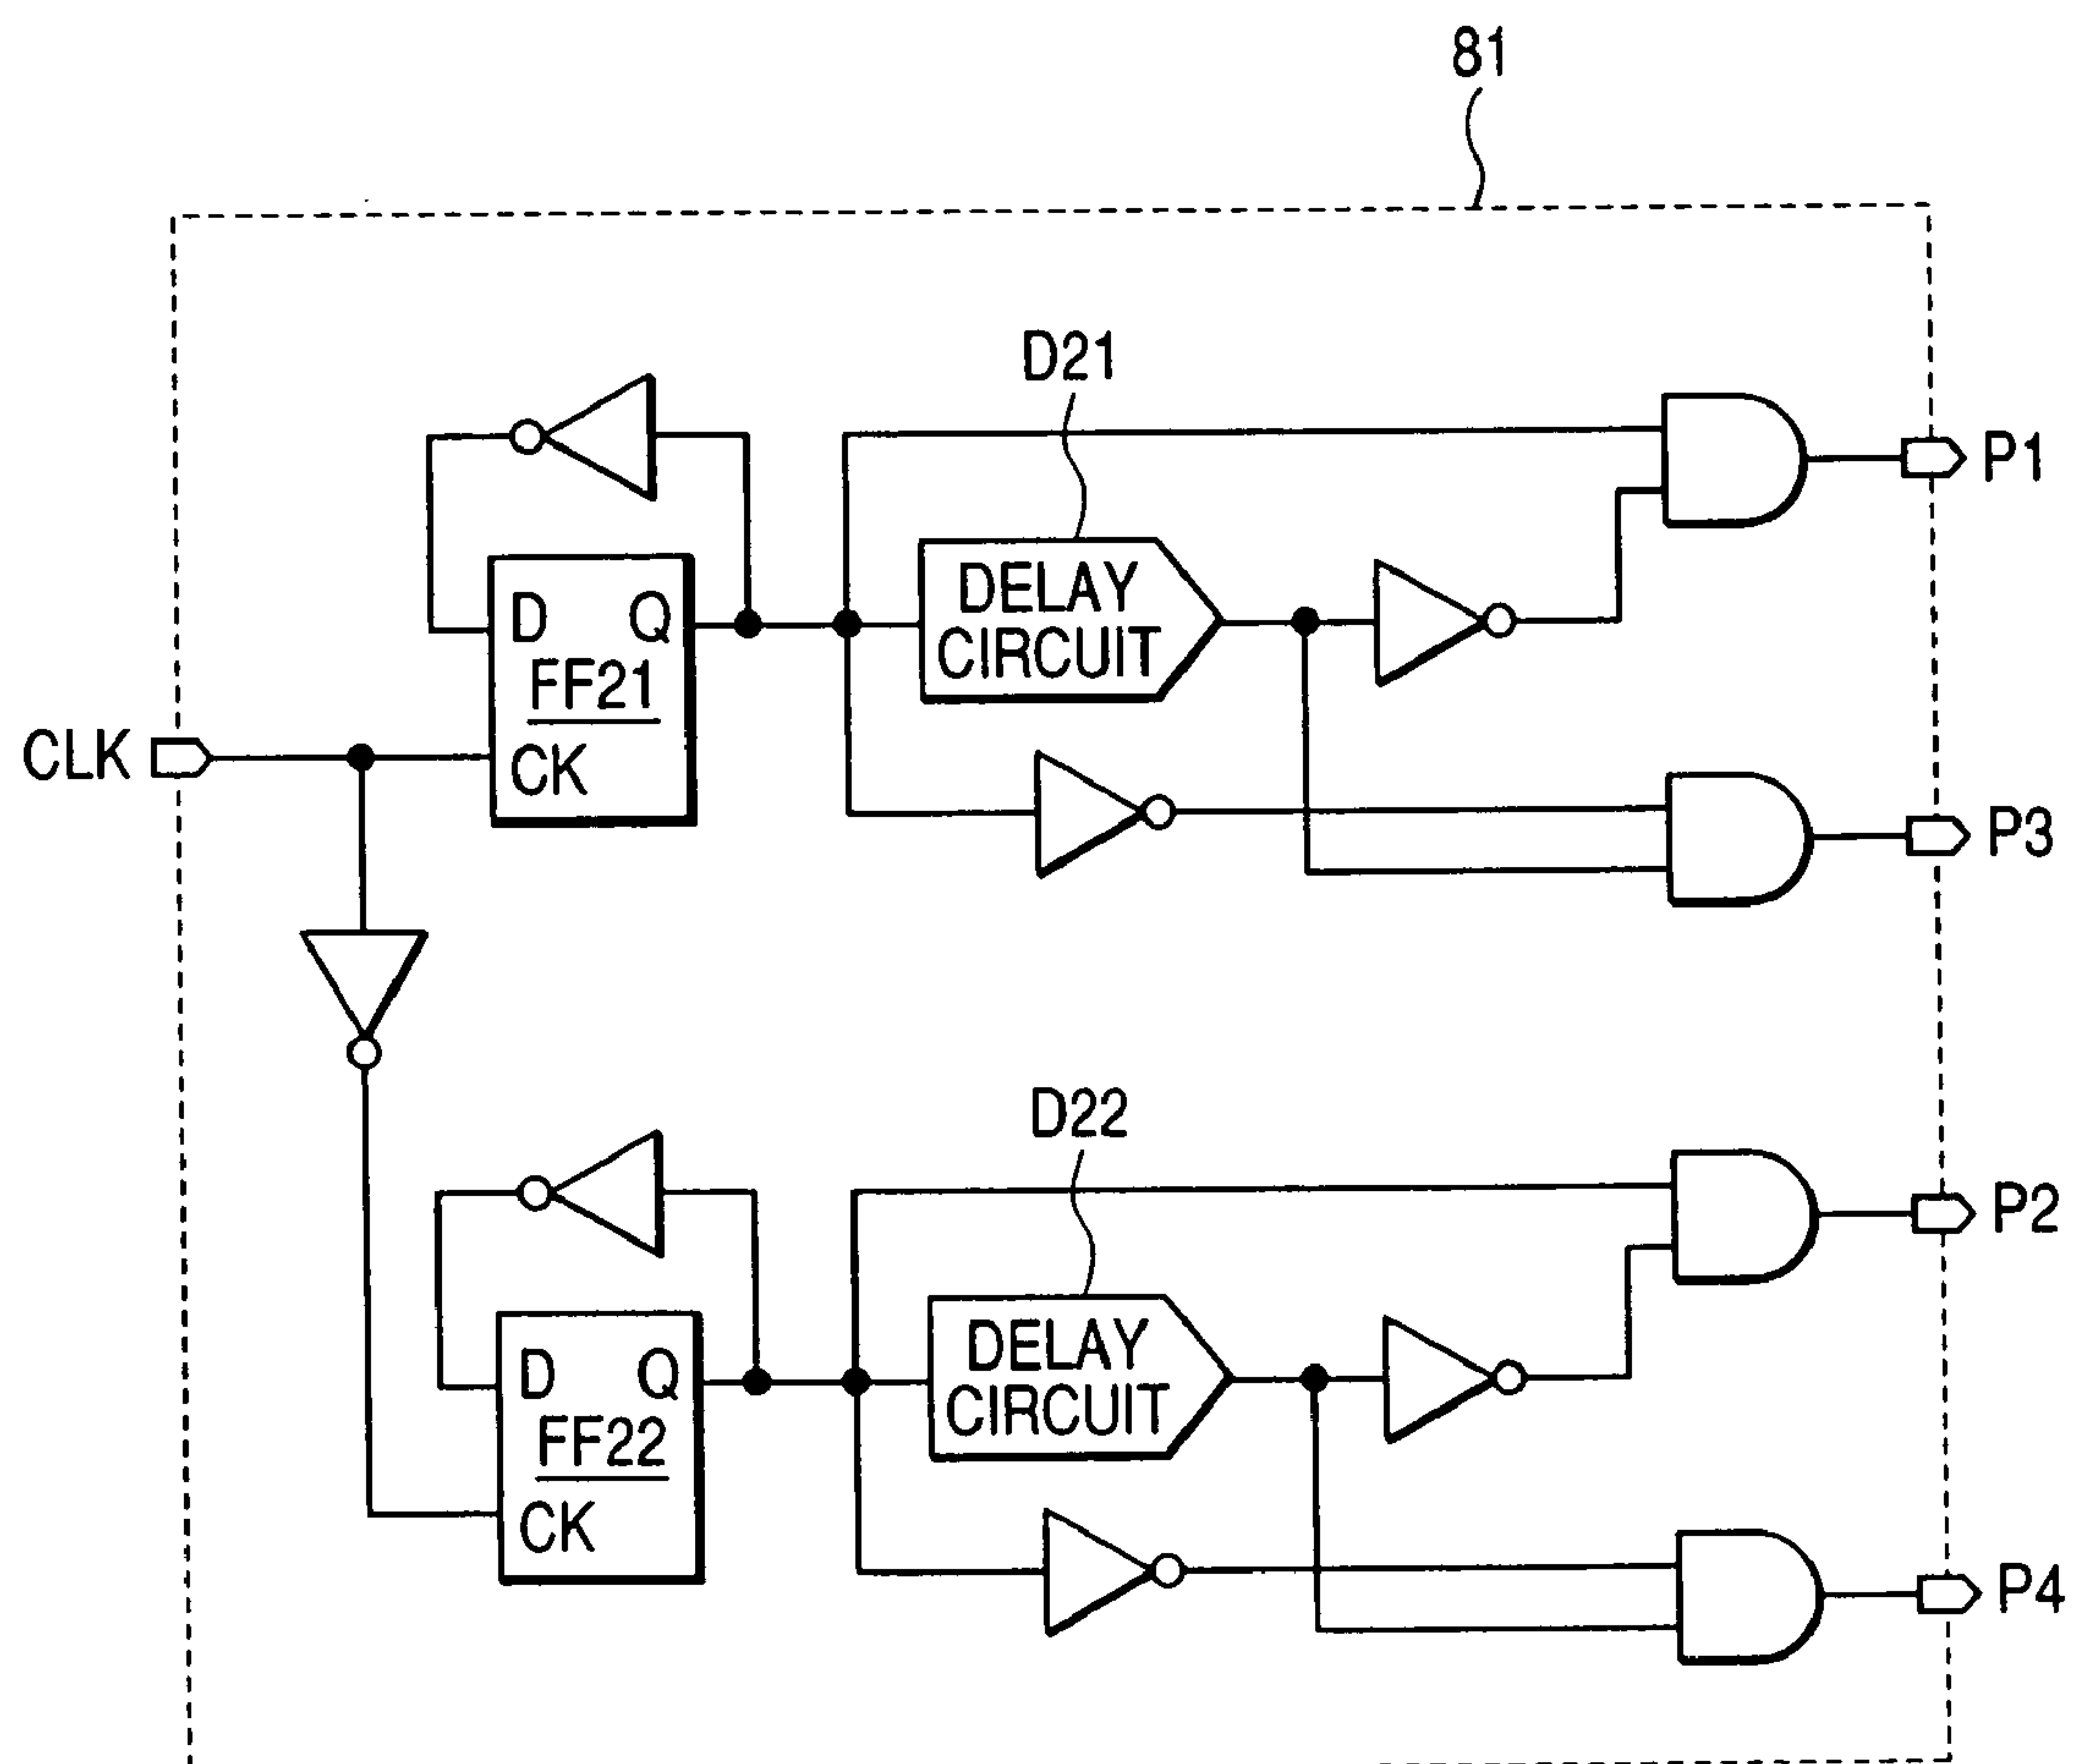 81
D21
P1
D Q
DELAY
CIRCUIT
FF21
CLK
CK
P3
D22
P2
D Q
DELAY
CIRCUIT
FF22
CK
P4